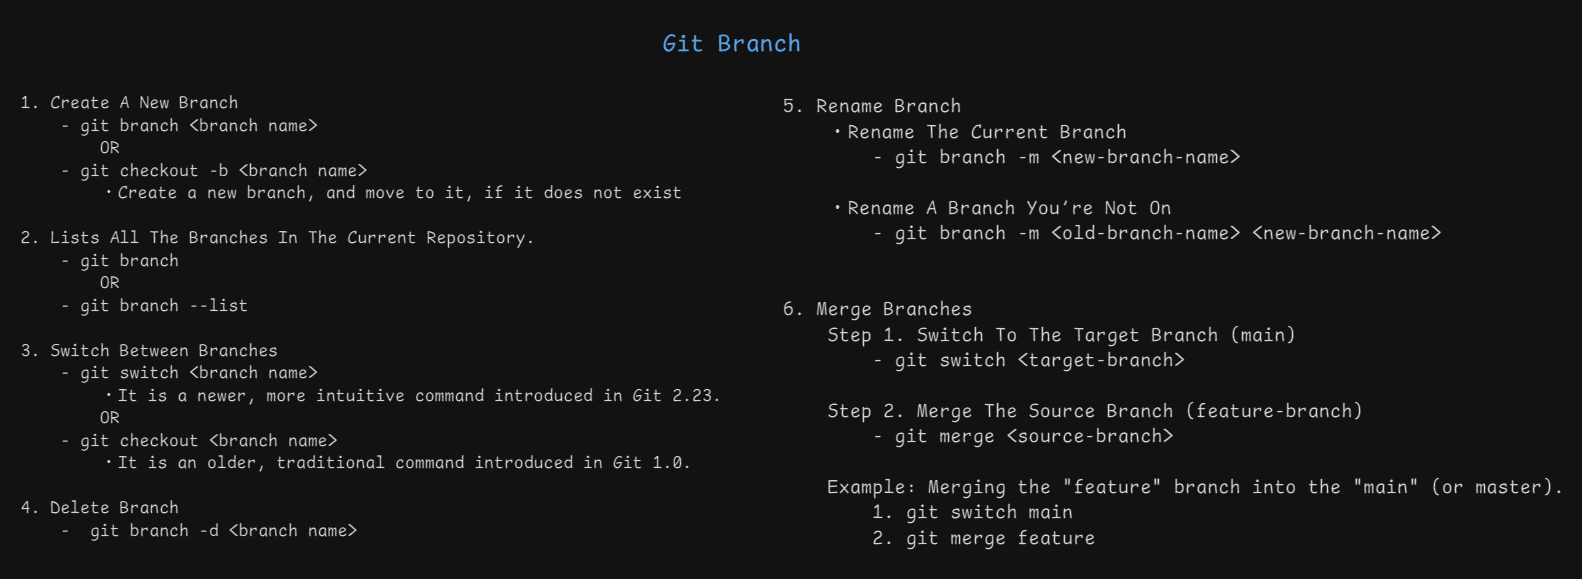 Git Branch
1. Create A New Branch
- git branch <branch name>
OR
- git checkout -b <branch name>
• Create a new branch, and move to it, if it does not exist
2. Lists All The Branches In The Current Repository.
- git branch
OR
- git branch --list
3. Switch Between Branches
- git switch <branch name>
• It is a newer, more intuitive command introduced in Git 2.23.
OR
- git checkout <branch name>
• It is an older, traditional command introduced in Git 1.0.
4. Delete Branch
- git branch -d <branch name>
5. Rename Branch
• Rename The Current Branch
- git branch -m <new-branch-name>
• Rename A Branch You're Not On
- git branch -m <old-branch-name> <new-branch-name>
6. Merge Branches
Step 1. Switch To The Target Branch (main)
- git switch <target-branch>
Step 2. Merge The Source Branch (feature-branch)
- git merge <source-branch>
Example: Merging the "feature" branch into the "main" (or master).
1. git switch main
2. git merge feature